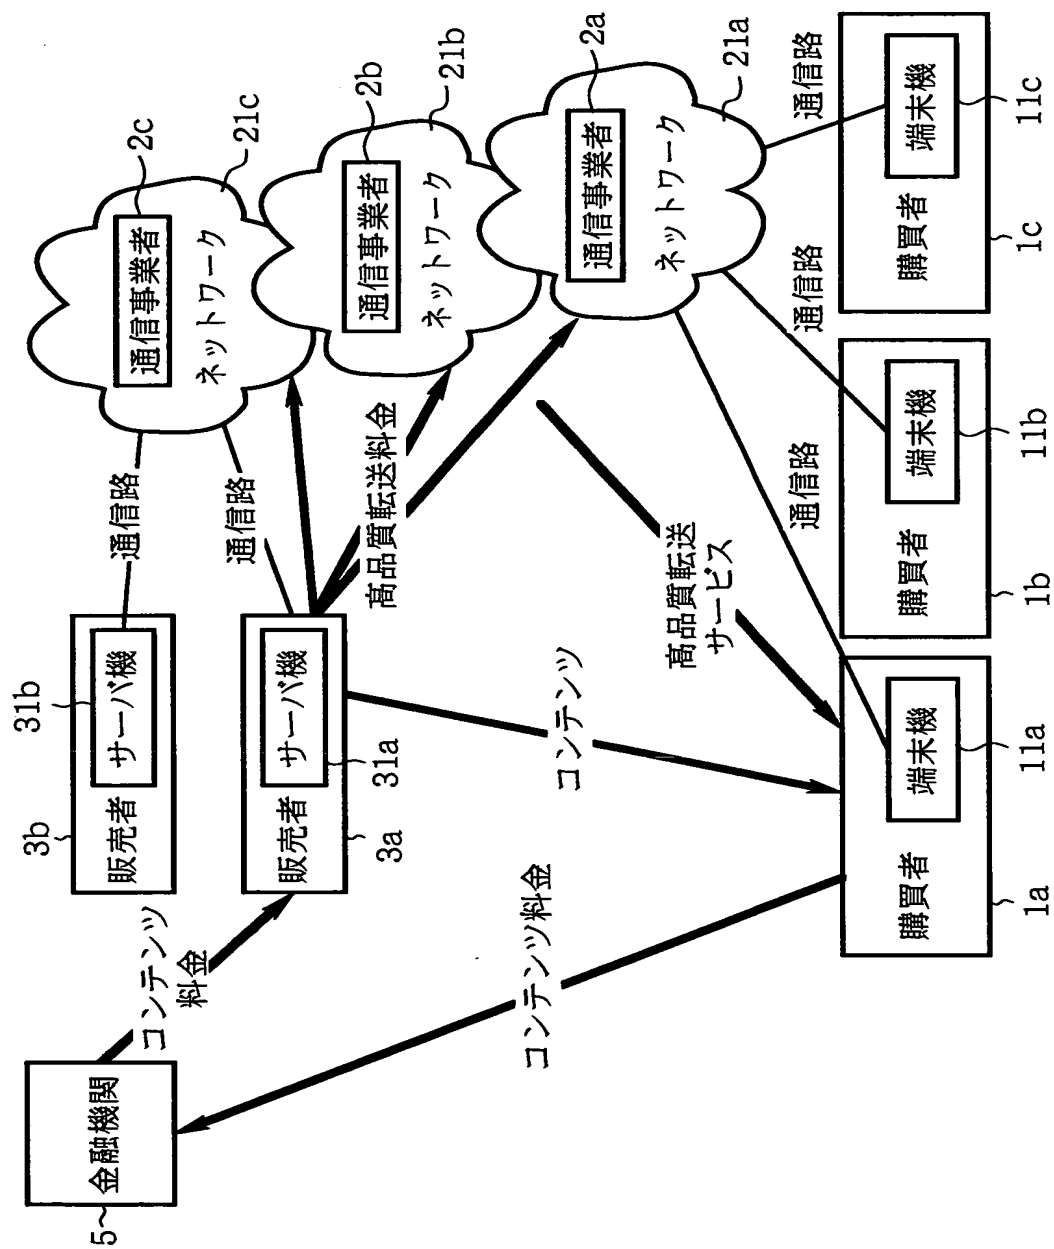 金融機関
5
コンテンツ
料金
コンテンツ料金
販売者
サーバ機
3b
31b
販売者
サーバ機
3a
31a
通信路
通信路
高品質転送料金
コンテンツ
高品質転送
サービス
通信事業者
ネットワーク
2c
21c
通信事業者
ネットワーク
2b
21b
通信事業者
ネットワーク
2a
21a
通信路
通信路
通信路
購買者
端末機
1a
11a
購買者
端末機
1b
11b
購買者
端末機
1c
11c